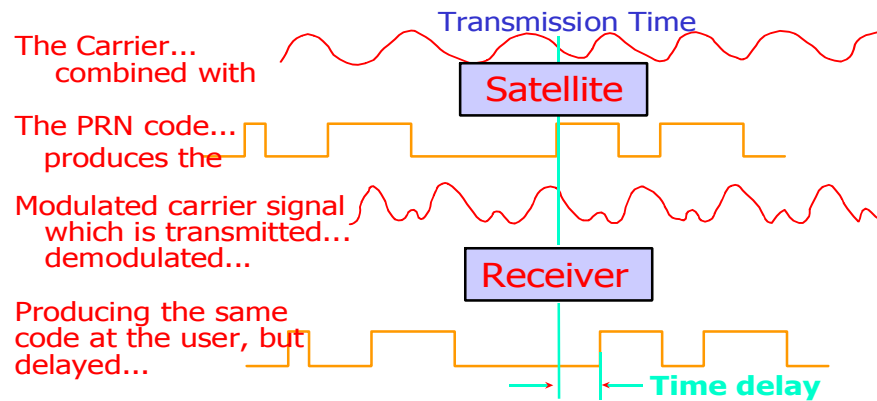 Transmission Time
The Carrier...
combined with
Satellite
The PRN code...
produces the
Modulated carrier signal
which is transmitted...
demodulated...
Receiver
Producing the same
code at the user, but
delayed...
Time delay